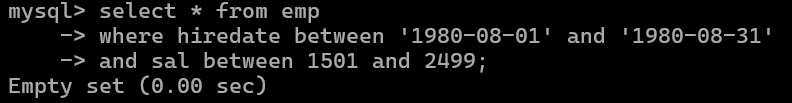 mysql> select * from emp
    -> where hiredate between '1980-08-01' and '1980-08-31'
    -> and sal between 1501 and 2499;
Empty set (0.00 sec)